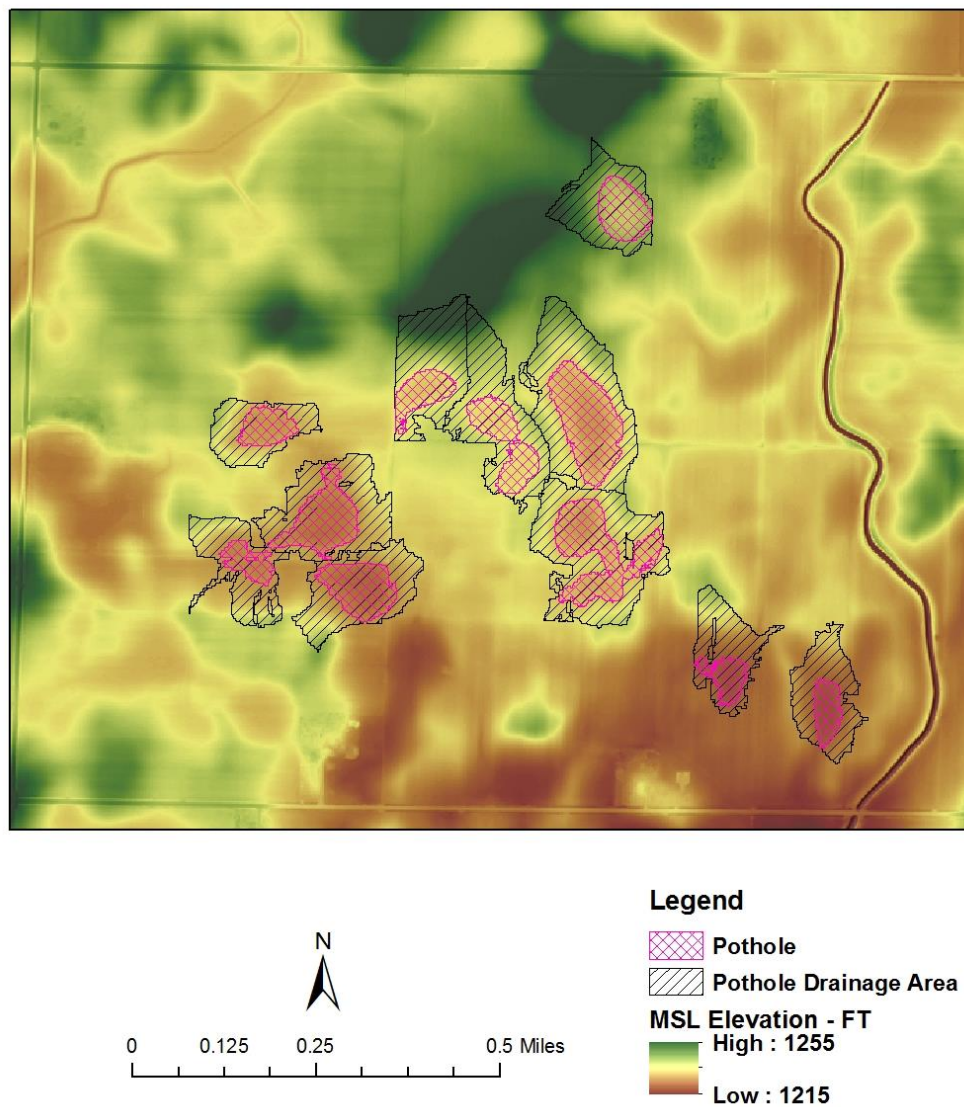 N
0 0.125 0.25 0.5 Miles
Legend
Pothole
Pothole Drainage Area
MSL Elevation - FT
High : 1255
Low : 1215